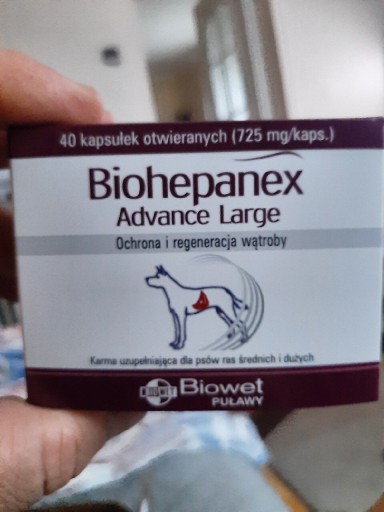 40 kapsułek otwieranych (725 mg/kaps.)
Biohepanex
Advance Large
Ochrona i regeneracja wątroby
Karma uzupełniająca dla psów ras średnich i dużych
BIOWET Biowet
PUŁAWY